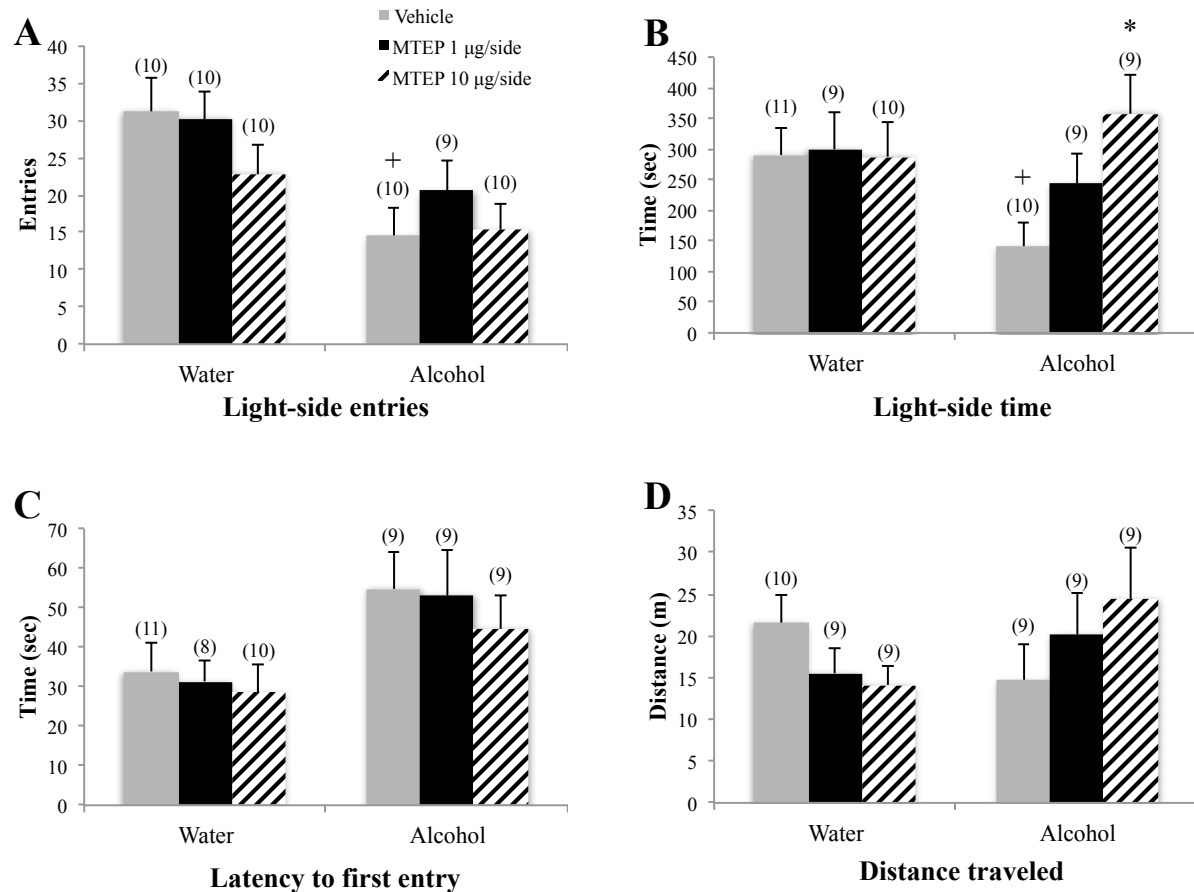 A
Vehicle
MTEP 1 μg/side
MTEP 10 μg/side
Entries
40
35
30
25
20
15
10
5
0
(10)
(10)
(10)
+
(10)
(9)
(10)
Water
Alcohol
Light-side entries
B
Time (sec)
450
400
350
300
250
200
150
100
50
0
(11)
(9)
(10)
+
(10)
(9)
*
(9)
Water
Alcohol
Light-side time
C
Time (sec)
70
60
50
40
30
20
10
0
(11)
(8)
(10)
(9)
(9)
(9)
Water
Alcohol
Latency to first entry
D
Distance (m)
35
30
25
20
15
10
5
0
(10)
(9)
(9)
(9)
(9)
(9)
Water
Alcohol
Distance traveled